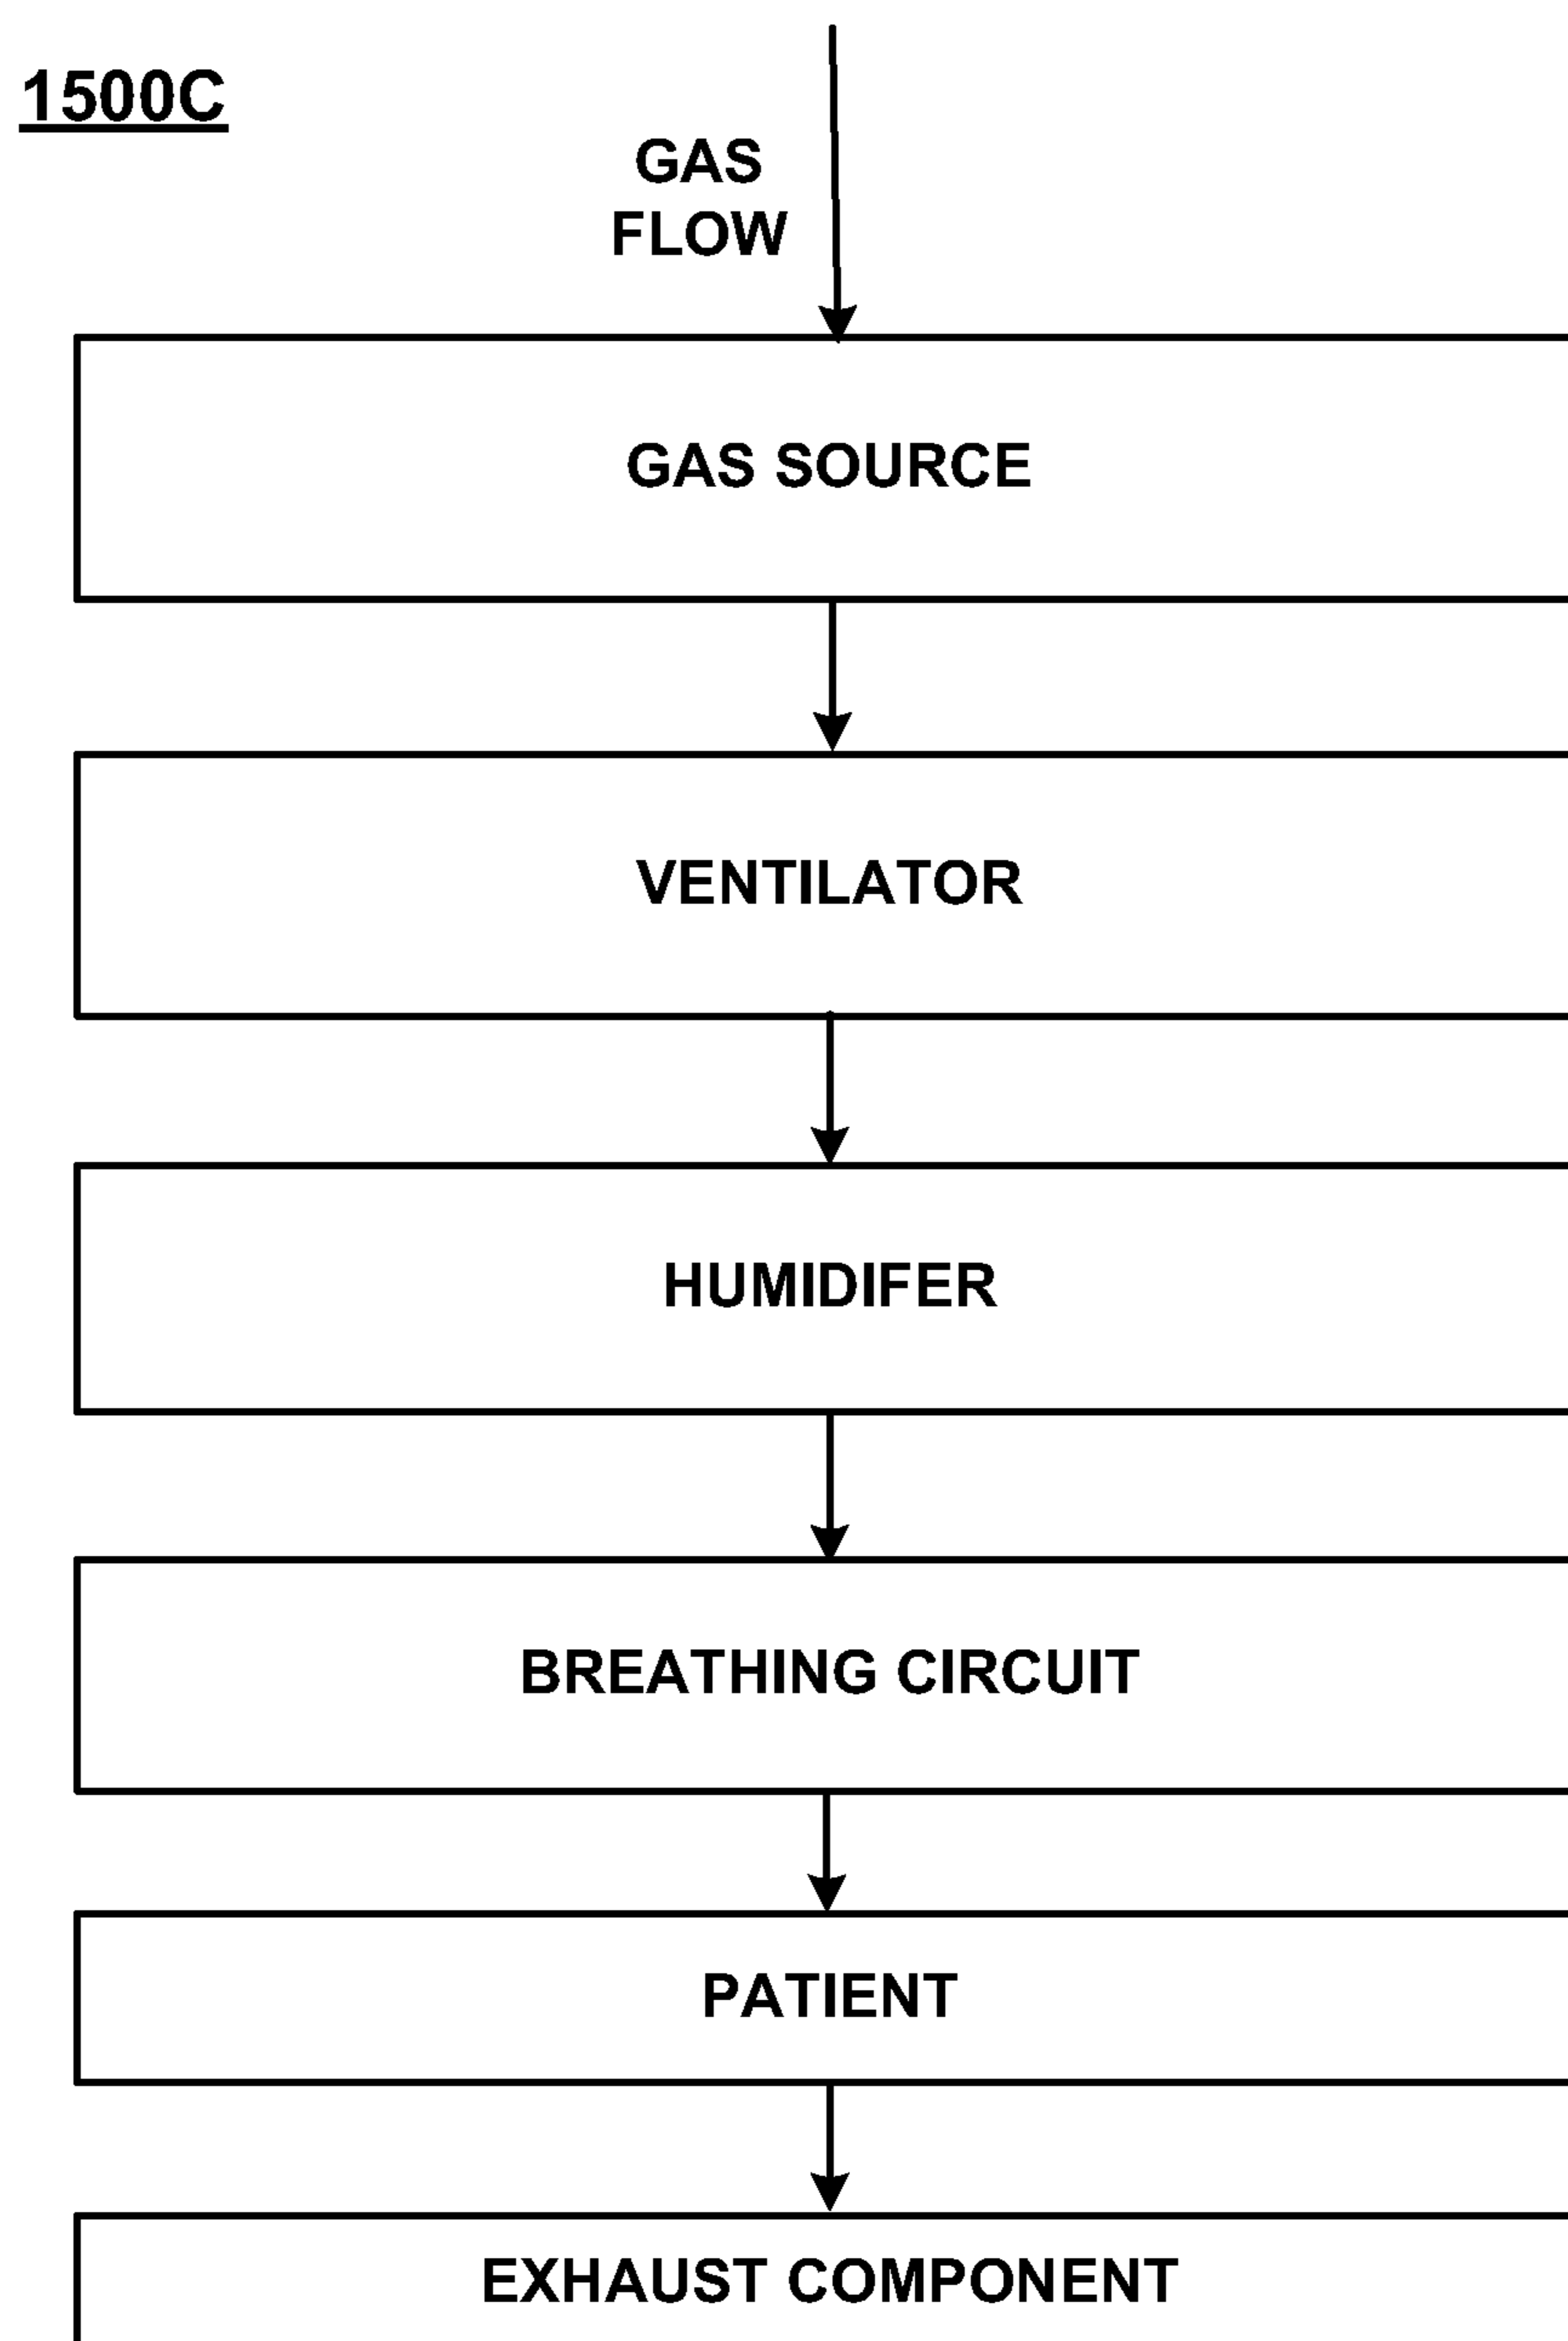 1500C
GAS
FLOW
GAS SOURCE
VENTILATOR
HUMIDIFER
BREATHING CIRCUIT
PATIENT
EXHAUST COMPONENT